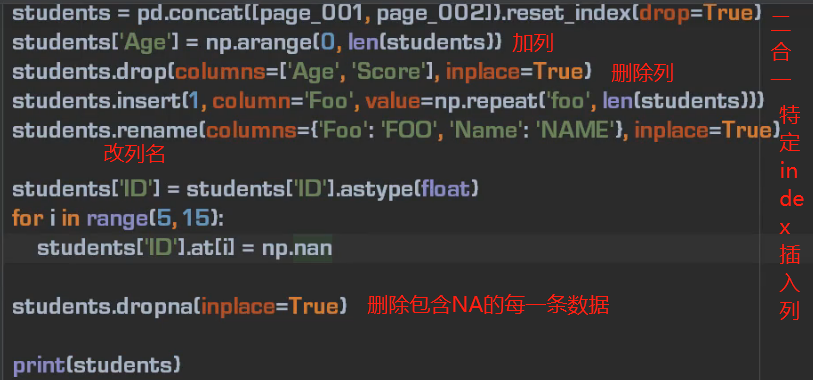 students = pd.concat([page_001, page_002]).reset_index(drop=True)
students['Age'] = np.arange(0, len(students)) 加列
students.drop(columns=['Age', 'Score'], inplace=True) 删除列
students.insert(1, column='Foo', value=np.repeat('foo', len(students)))
students.rename(columns={'Foo': 'FOO', 'Name': 'NAME'}, inplace=True)
改列名
students['ID'] = students['ID'].astype(float)
for i in range(5, 15):
students['ID'].at[i] = np.nan
students.dropna(inplace=True) 删除包含NA的每一条数据
print(students)
二合一
特定index插入列